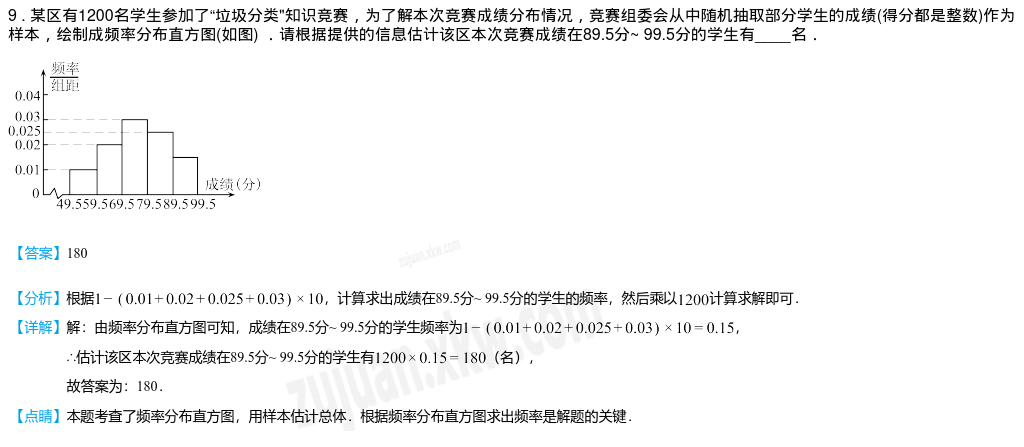 9．某区有1200名学生参加了“垃圾分类"知识竞赛，为了解本次竞赛成绩分布情况，竞赛组委会从中随机抽取部分学生的成绩(得分都是整数)作为
样本，绘制成频率分布直方图(如图) ．请根据提供的信息估计该区本次竞赛成绩在89.5分~ 99.5分的学生有____名．
频率
组距
0.04
0.03
0.025
0.02
0.01
0
成绩(分)
49.5 59.5 69.5 79.5 89.5 99.5
【答案】180
【分析】根据1－(0.01+0.02+0.025+0.03)×10，计算求出成绩在89.5分~ 99.5分的学生的频率，然后乘以1200计算求解即可．
【详解】解：由频率分布直方图可知，成绩在89.5分~ 99.5分的学生频率为1－(0.01+0.02+0.025+0.03)×10=0.15，
∴估计该区本次竞赛成绩在89.5分~ 99.5分的学生有1200×0.15=180（名），
故答案为：180．
【点睛】本题考查了频率分布直方图，用样本估计总体．根据频率分布直方图求出频率是解题的关键．
zujuan.xkw.com
zujuan.xkw.com